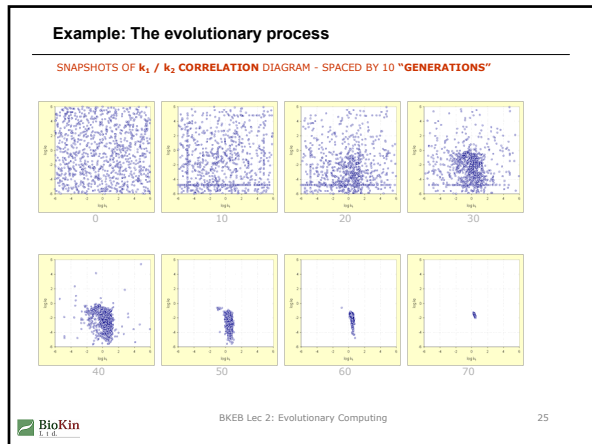 Example: The evolutionary process
SNAPSHOTS OF k₁ / k₂ CORRELATION DIAGRAM - SPACED BY 10 “GENERATIONS”
0
10
20
30
40
50
60
70
BioKin
Ltd.
BKEB Lec 2: Evolutionary Computing
25